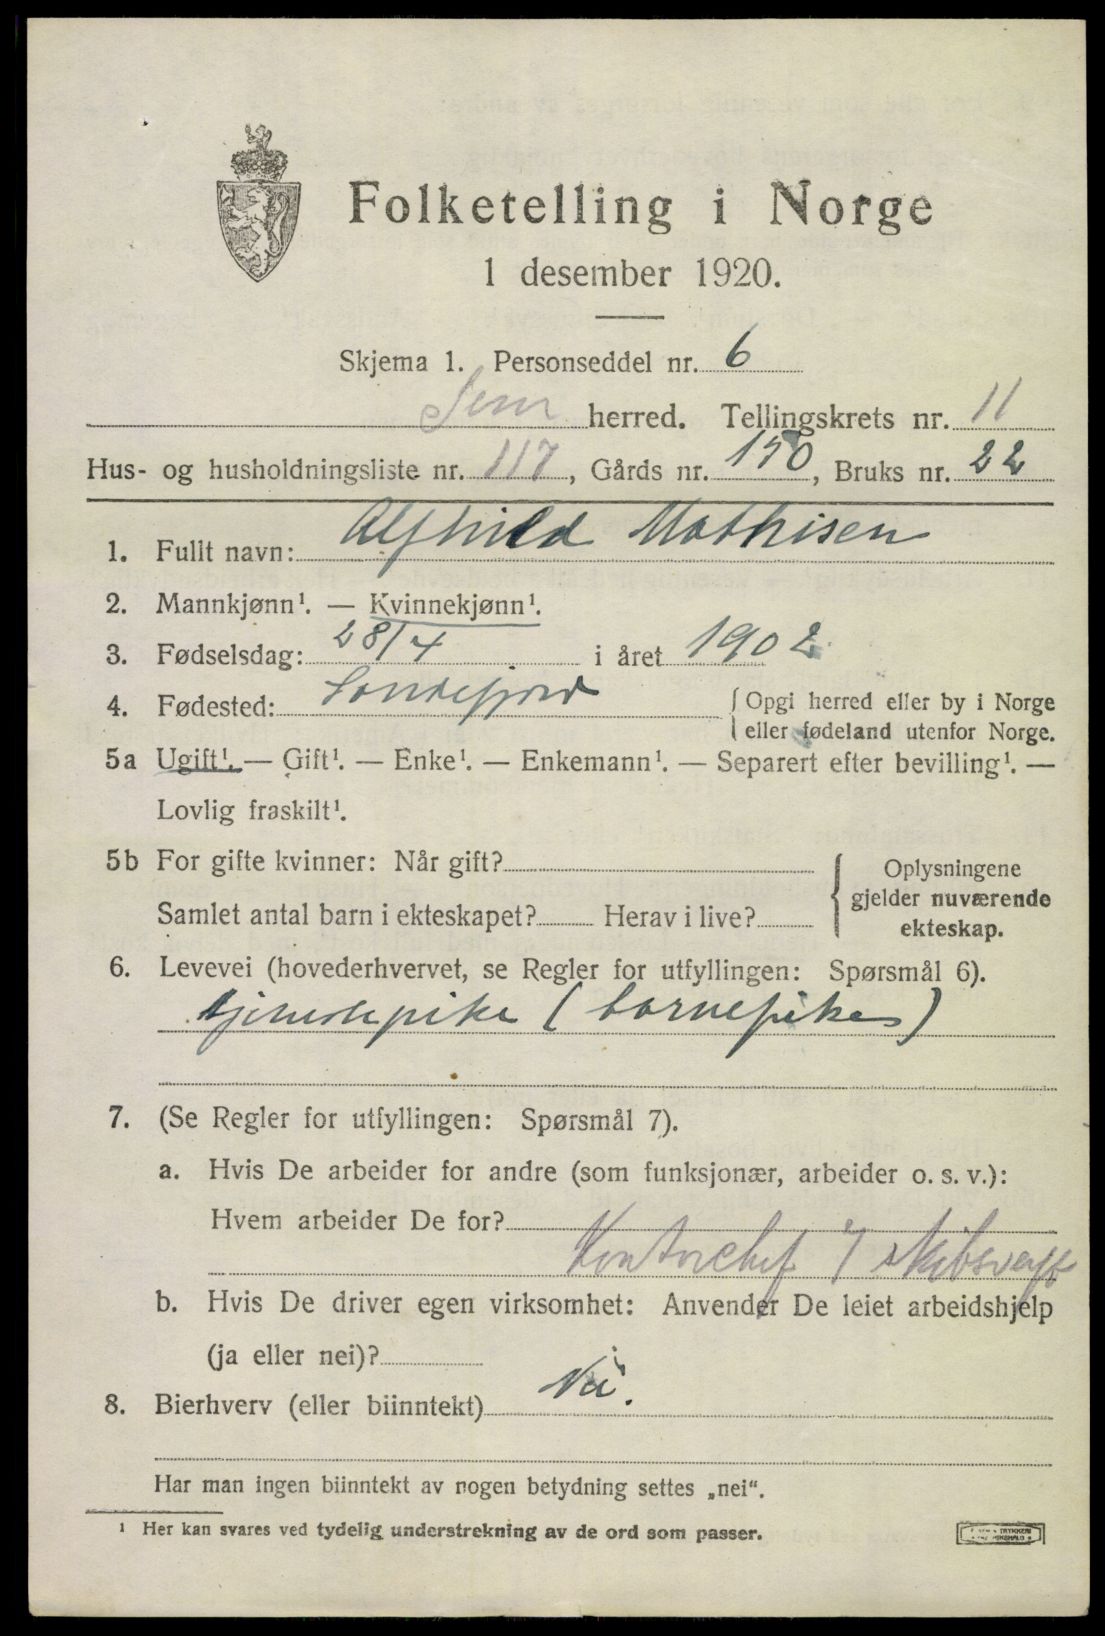 Folketelling i Norge
1 desember 1920.
Skjema 1. Personseddel nr. 6
Sem herred. Tellingskrets nr. 11
Hus- og husholdningsliste nr. 117, Gårds nr. 150, Bruks nr. 22
1. Fullt navn: Alfhild Mathisen
2. Mannkjønn¹. — Kvinnekjønn¹.
3. Fødselsdag: 28/4 i året 1902
4. Fødested: Sandefjord
{ Opgi herred eller by i Norge
eller fødeland utenfor Norge.
5a Ugift¹. — Gift¹. — Enke¹. — Enkemann¹. — Separert efter bevilling¹. —
Lovlig fraskilt¹.
5b For gifte kvinner: Når gift?
Samlet antal barn i ekteskapet? Herav i live?
{ Oplysningene
gjelder nuværende
ekteskap.
6. Levevei (hovederhvervet, se Regler for utfyllingen: Spørsmål 6).
tjenestepike (barnepike)
7. (Se Regler for utfyllingen: Spørsmål 7).
a. Hvis De arbeider for andre (som funksjonær, arbeider o. s. v.):
Hvem arbeider De for?
Kontorchef
b. Hvis De driver egen virksomhet: Anvender De leiet arbeidshjelp
(ja eller nei)?
8. Bierhverv (eller biinntekt) Nei.
Har man ingen biinntekt av nogen betydning settes „nei“.
¹ Her kan svares ved tydelig understrekning av de ord som passer.